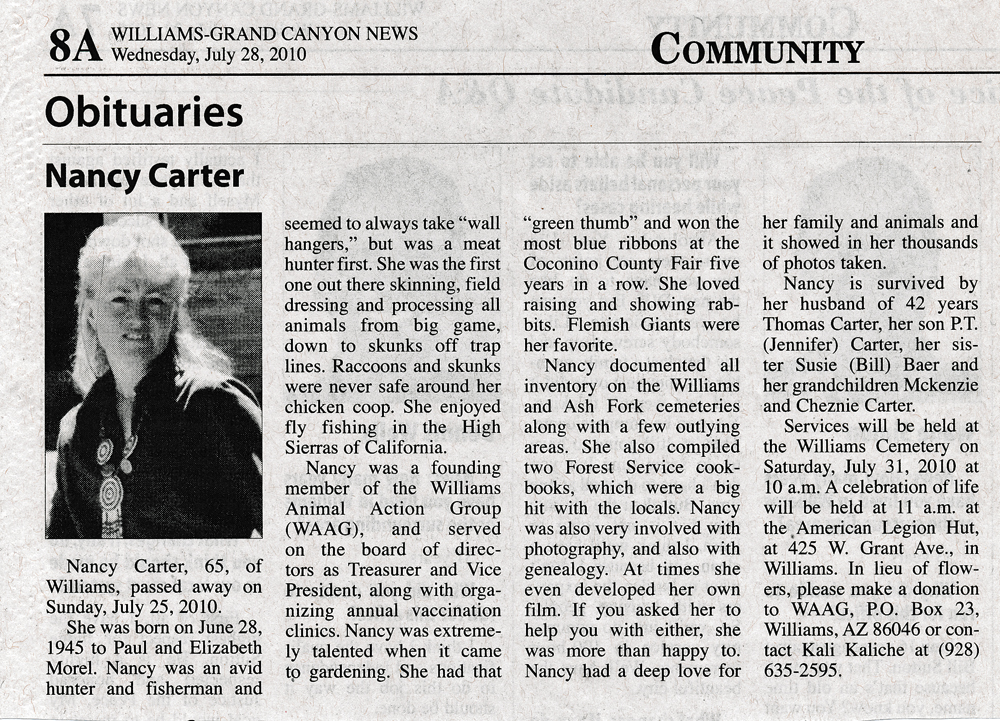 8A WILLIAMS-GRAND CANYON NEWS
Wednesday, July 28, 2010
COMMUNITY
Obituaries
Nancy Carter
Nancy Carter, 65, of
Williams, passed away on
Sunday, July 25, 2010.
She was born on June 28,
1945 to Paul and Elizabeth
Morel. Nancy was an avid
hunter and fisherman and
seemed to always take “wall
hangers,” but was a meat
hunter first. She was the first
one out there skinning, field
dressing and processing all
animals from big game,
down to skunks off trap
lines. Raccoons and skunks
were never safe around her
chicken coop. She enjoyed
fly fishing in the High
Sierras of California.
Nancy was a founding
member of the Williams
Animal Action Group
(WAAG), and served
on the board of direc-
tors as Treasurer and Vice
President, along with orga-
nizing annual vaccination
clinics. Nancy was extreme-
ly talented when it came
to gardening. She had that
“green thumb” and won the
most blue ribbons at the
Coconino County Fair five
years in a row. She loved
raising and showing rab-
bits. Flemish Giants were
her favorite.
Nancy documented all
inventory on the Williams
and Ash Fork cemeteries
along with a few outlying
areas. She also compiled
two Forest Service cook-
books, which were a big
hit with the locals. Nancy
was also very involved with
photography, and also with
genealogy. At times she
even developed her own
film. If you asked her to
help you with either, she
was more than happy to.
Nancy had a deep love for
her family and animals and
it showed in her thousands
of photos taken.
Nancy is survived by
her husband of 42 years
Thomas Carter, her son P.T.
(Jennifer) Carter, her sis-
ter Susie (Bill) Baer and
her grandchildren Mckenzie
and Cheznie Carter.
Services will be held at
the Williams Cemetery on
Saturday, July 31, 2010 at
10 a.m. A celebration of life
will be held at 11 a.m. at
the American Legion Hut,
at 425 W. Grant Ave., in
Williams. In lieu of flow-
ers, please make a donation
to WAAG, P.O. Box 23,
Williams, AZ 86046 or con-
tact Kali Kaliche at (928)
635-2595.